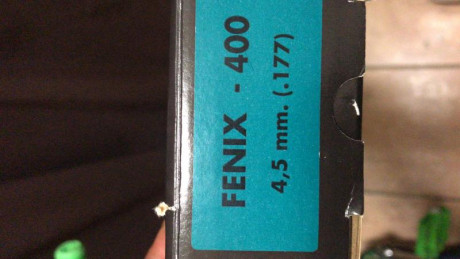 FENIX - 400
4,5 mm. (.177)